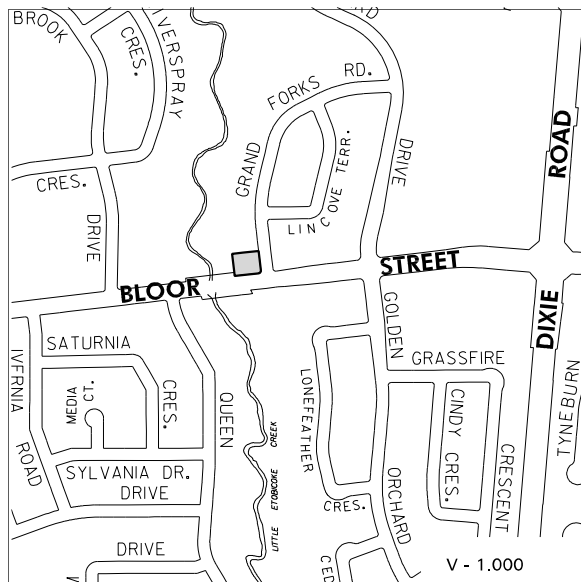 BROOK
CRES.
VERSPRAY
RD.
FORKS
GRAND
DRIVE
LINCOVE TERR.
ROAD
CRES.
DRIVE
BLOOR
STREET
DIXIE
SATURNIA
CRES.
MEDIA
CT.
ROAD
QUEEN
SYLVANIA DR.
DRIVE
DRIVE
LITTLE ETOBICOKE CREEK
LONEFEATHER
CRES.
GOLDEN
ORCHARD
GRASSFIRE
CINDY CRES.
CRESCENT
TYNEBURN
CED
V - 1.000